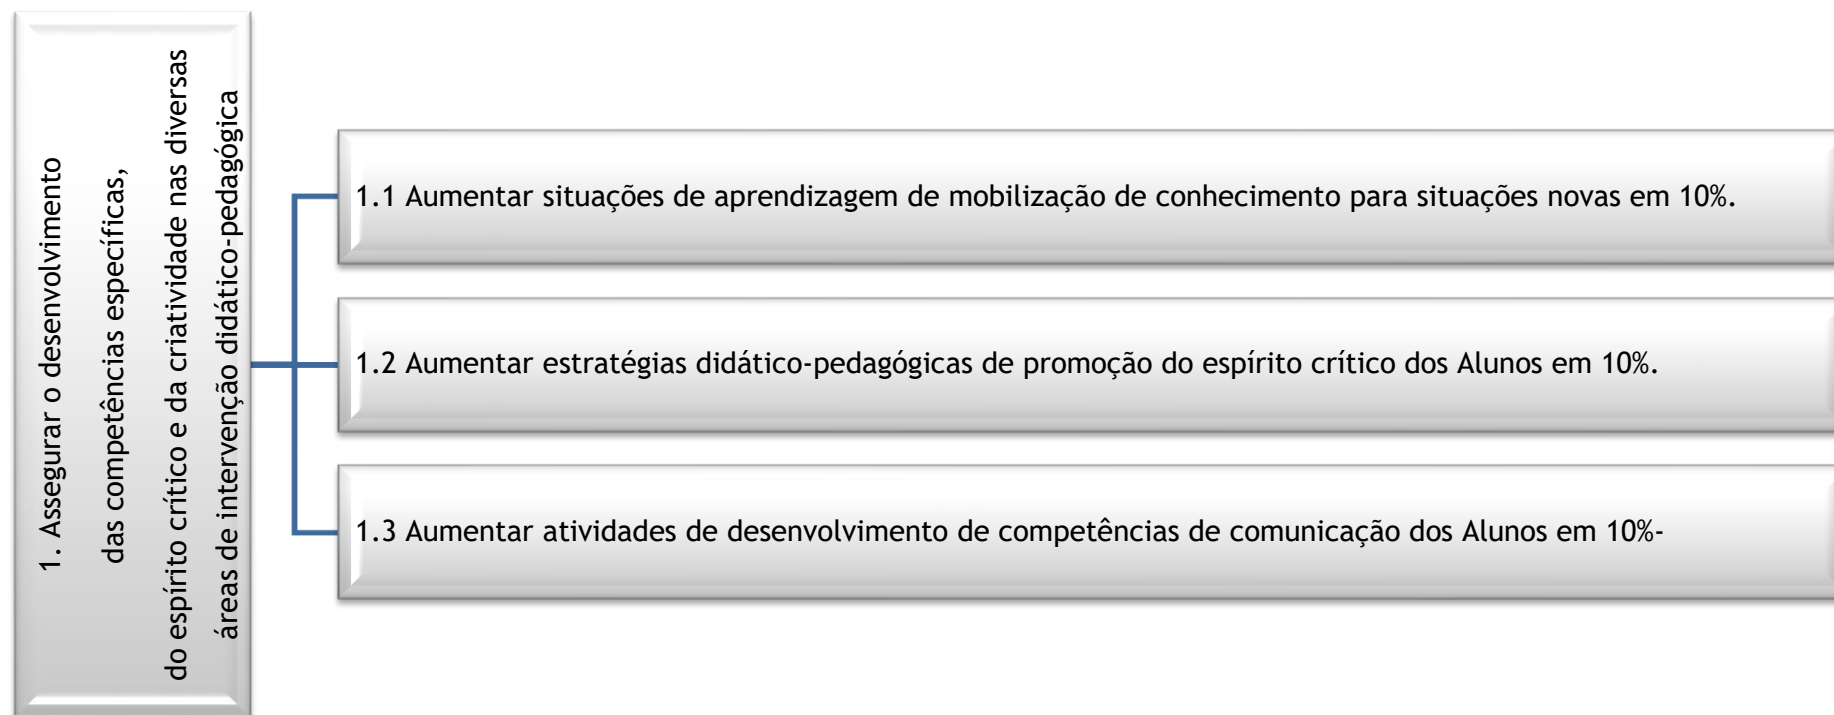 1. Assegurar o desenvolvimento
das competências específicas,
do espírito crítico e da criatividade nas diversas
áreas de intervenção didático-pedagógica
1.1 Aumentar situações de aprendizagem de mobilização de conhecimento para situações novas em 10%.
1.2 Aumentar estratégias didático-pedagógicas de promoção do espírito crítico dos Alunos em 10%.
1.3 Aumentar atividades de desenvolvimento de competências de comunicação dos Alunos em 10%-